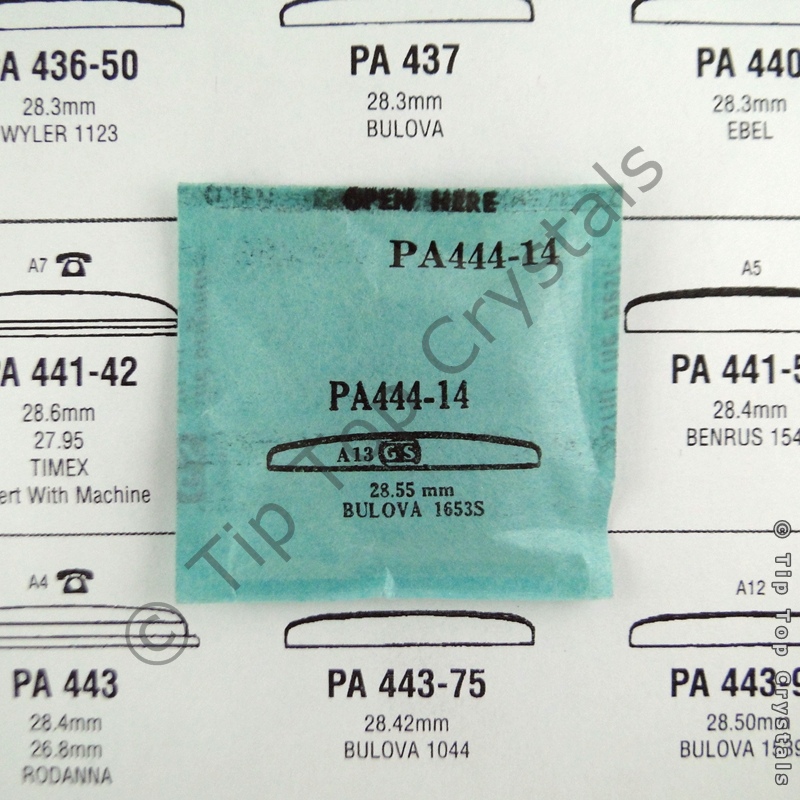 A 436-50
28.3mm
WYLER 1123
PA 437
28.3mm
BULOVA
PA 440
28.3mm
EBEL
OPEN HERE
PA444-14
PA444-14
A13 GS
28.55 mm
BULOVA 1653S
A7
A 441-42
28.6mm
27.95
TIMEX
ert With Machine
A5
PA 441-5
28.4mm
BENRUS 154
A4
PA 443
28.4mm
26.8mm
RODANNA
PA 443-75
28.42mm
BULOVA 1044
A12
PA 443-9
28.50mm
BULOVA
© Tip Top Crystals
© Tip Top Crystals